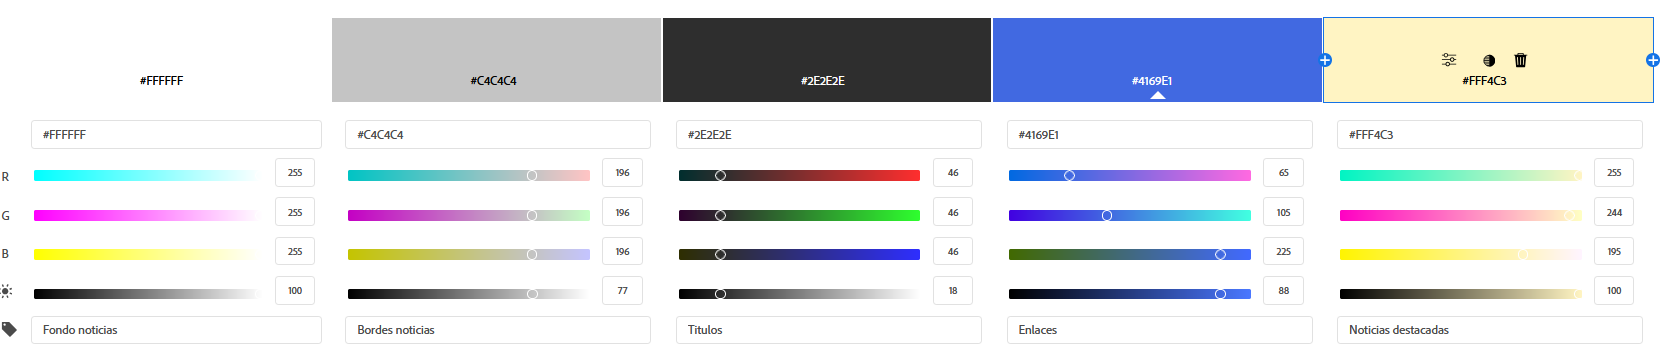 #FFFFFF #C4C4C4 #2E2E2E #4169E1 #FFF4C3
#FFFFFF #C4C4C4 #2E2E2E #4169E1 #FFF4C3
R 255 196 46 65 255
G 255 196 46 105 244
B 255 196 46 225 195
100 77 18 88 100
Fondo noticias Bordes noticias Titulos Enlaces Noticias destacadas